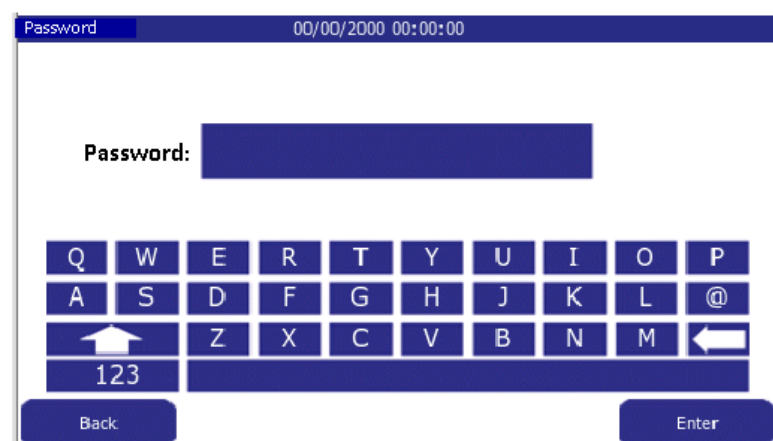 Password 00/00/2000 00:00:00
Password:
Q W E R T Y U I O P
A S D F G H J K L @
Z X C V B N M
123
Back Enter